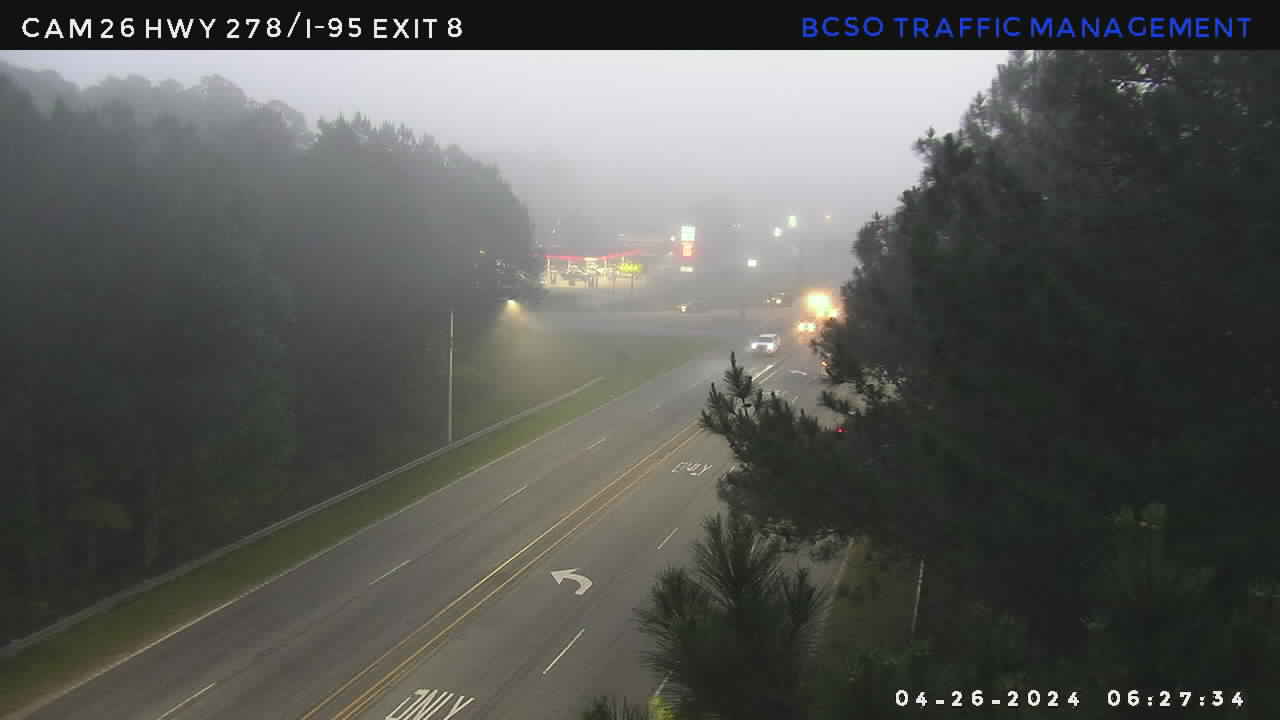 CAM 26 HWY 278/I-95 EXIT 8
BCSO TRAFFIC MANAGEMENT
ONLY
ONLY
04-26-2024 06:27:34